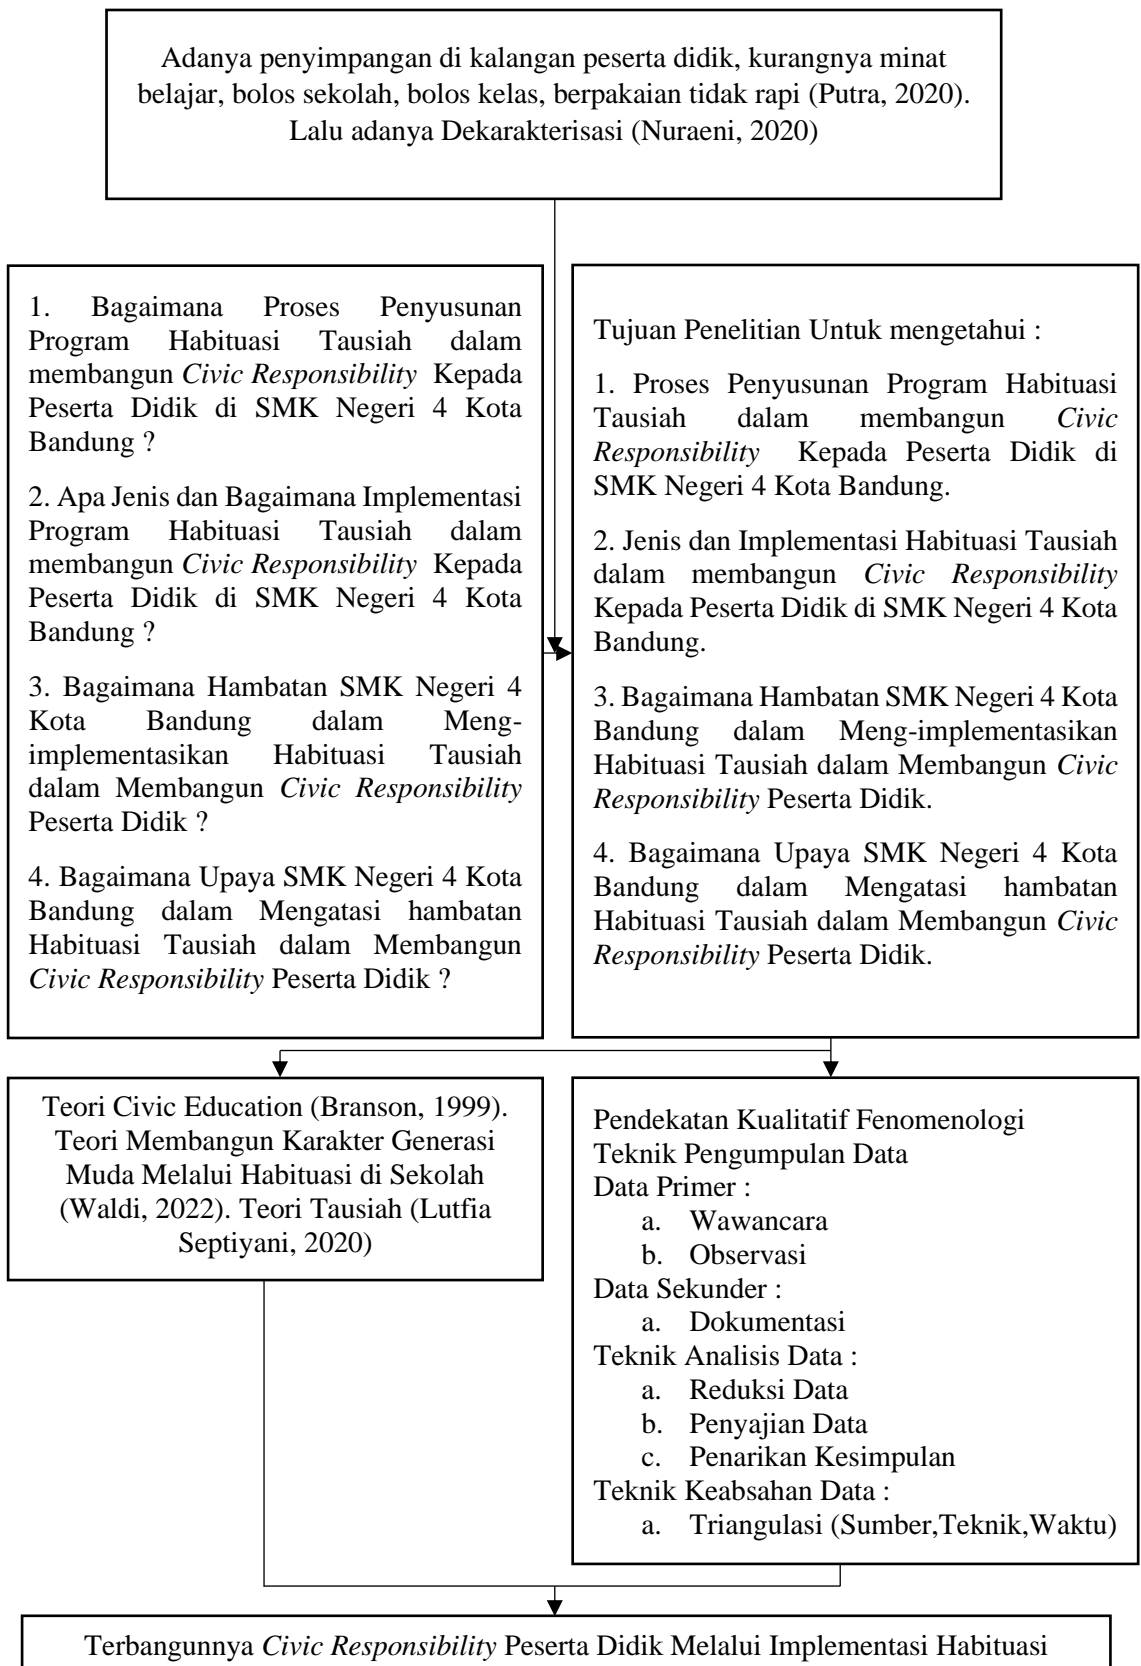 Adanya penyimpangan di kalangan peserta didik, kurangnya minat
belajar, bolos sekolah, bolos kelas, berpakaian tidak rapi (Putra, 2020).
Lalu adanya Dekarakterisasi (Nuraeni, 2020)
1. Bagaimana Proses Penyusunan
Program Habituasi Tausiah dalam
membangun Civic Responsibility Kepada
Peserta Didik di SMK Negeri 4 Kota
Bandung ?
2. Apa Jenis dan Bagaimana Implementasi
Program Habituasi Tausiah dalam
membangun Civic Responsibility Kepada
Peserta Didik di SMK Negeri 4 Kota
Bandung ?
3. Bagaimana Hambatan SMK Negeri 4
Kota Bandung dalam Meng-
implementasikan Habituasi Tausiah
dalam Membangun Civic Responsibility
Peserta Didik ?
4. Bagaimana Upaya SMK Negeri 4 Kota
Bandung dalam Mengatasi hambatan
Habituasi Tausiah dalam Membangun
Civic Responsibility Peserta Didik ?
Tujuan Penelitian Untuk mengetahui :
1. Proses Penyusunan Program Habituasi
Tausiah dalam membangun Civic
Responsibility Kepada Peserta Didik di
SMK Negeri 4 Kota Bandung.
2. Jenis dan Implementasi Habituasi Tausiah
dalam membangun Civic Responsibility
Kepada Peserta Didik di SMK Negeri 4 Kota
Bandung.
3. Bagaimana Hambatan SMK Negeri 4 Kota
Bandung dalam Meng-implementasikan
Habituasi Tausiah dalam Membangun Civic
Responsibility Peserta Didik.
4. Bagaimana Upaya SMK Negeri 4 Kota
Bandung dalam Mengatasi hambatan
Habituasi Tausiah dalam Membangun Civic
Responsibility Peserta Didik.
Teori Civic Education (Branson, 1999).
Teori Membangun Karakter Generasi
Muda Melalui Habituasi di Sekolah
(Waldi, 2022). Teori Tausiah (Lutfia
Septiyani, 2020)
Pendekatan Kualitatif Fenomenologi
Teknik Pengumpulan Data
Data Primer :
a. Wawancara
b. Observasi
Data Sekunder :
a. Dokumentasi
Teknik Analisis Data :
a. Reduksi Data
b. Penyajian Data
c. Penarikan Kesimpulan
Teknik Keabsahan Data :
a. Triangulasi (Sumber,Teknik,Waktu)
Terbangunnya Civic Responsibility Peserta Didik Melalui Implementasi Habituasi